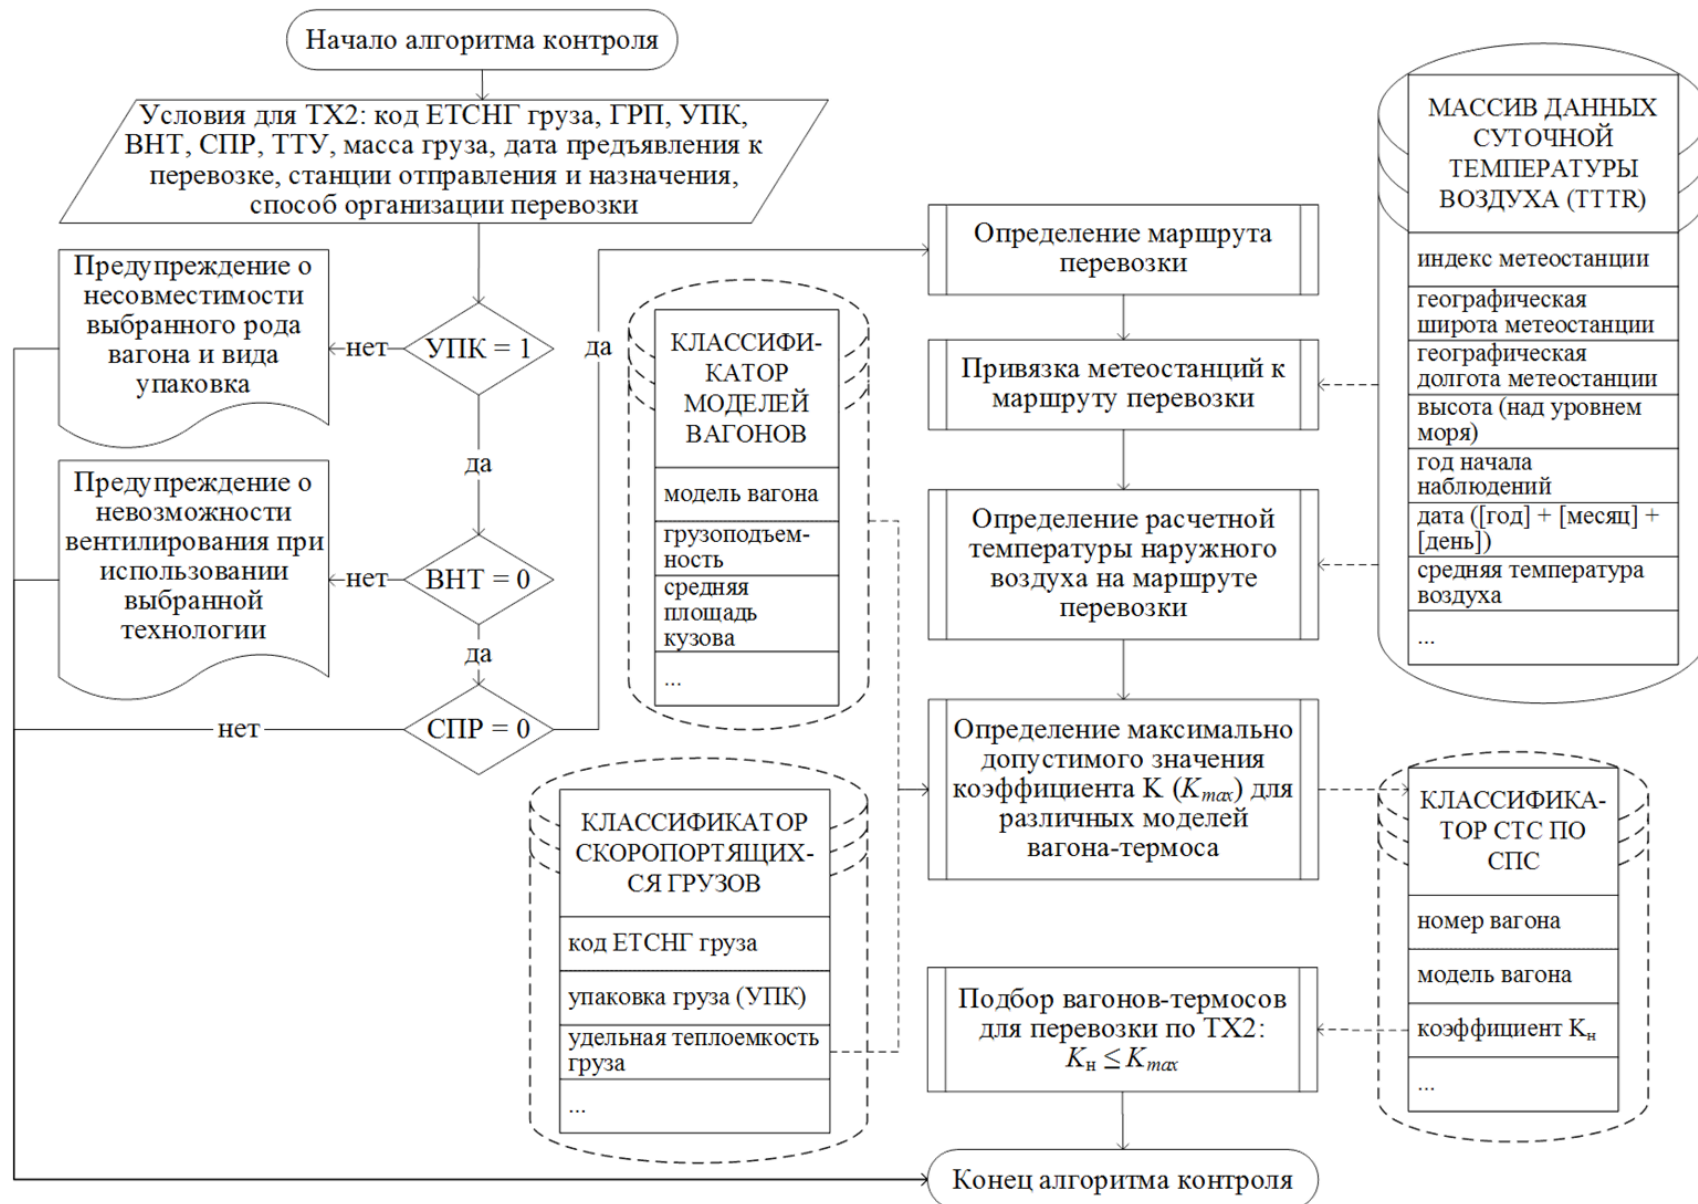 Начало алгоритма контроля
Условия для ТХ2: код ЕТСНГ груза, ГРП, УПК,
ВНТ, СПР, ТТУ, масса груза, дата предъявления к
перевозке, станции отправления и назначения,
способ организации перевозки
Предупреждение о
несовместимости
выбранного рода
вагона и вида
упаковка
нет
УПК = 1
да
да
Предупреждение о
невозможности
вентилирования при
использовании
выбранной
технологии
нет
ВНТ = 0
да
нет
СПР = 0
КЛАССИФИ-
КАТОР
МОДЕЛЕЙ
ВАГОНОВ
модель вагона
грузоподъем-
ность
средняя
площадь
кузова
...
КЛАССИФИКАТОР
СКОРОПОРТЯЩИХ-
СЯ ГРУЗОВ
код ЕТСНГ груза
упаковка груза (УПК)
удельная теплоемкость
груза
...
Определение маршрута
перевозки
Привязка метеостанций к
маршруту перевозки
Определение расчетной
температуры наружного
воздуха на маршруте
перевозки
Определение максимально
допустимого значения
коэффициента К (Kmax) для
различных моделей
вагона-термоса
Подбор вагонов-термосов
для перевозки по ТХ2:
Kн ≤ Kmax
Конец алгоритма контроля
МАССИВ ДАННЫХ
СУТОЧНОЙ
ТЕМПЕРАТУРЫ
ВОЗДУХА (TTTR)
индекс метеостанции
географическая
широта метеостанции
географическая
долгота метеостанции
высота (над уровнем
моря)
год начала
наблюдений
дата ([год] + [месяц] +
[день])
средняя температура
воздуха
...
КЛАССИФИКА-
ТОР СТС ПО
СПС
номер вагона
модель вагона
коэффициент Кн
...